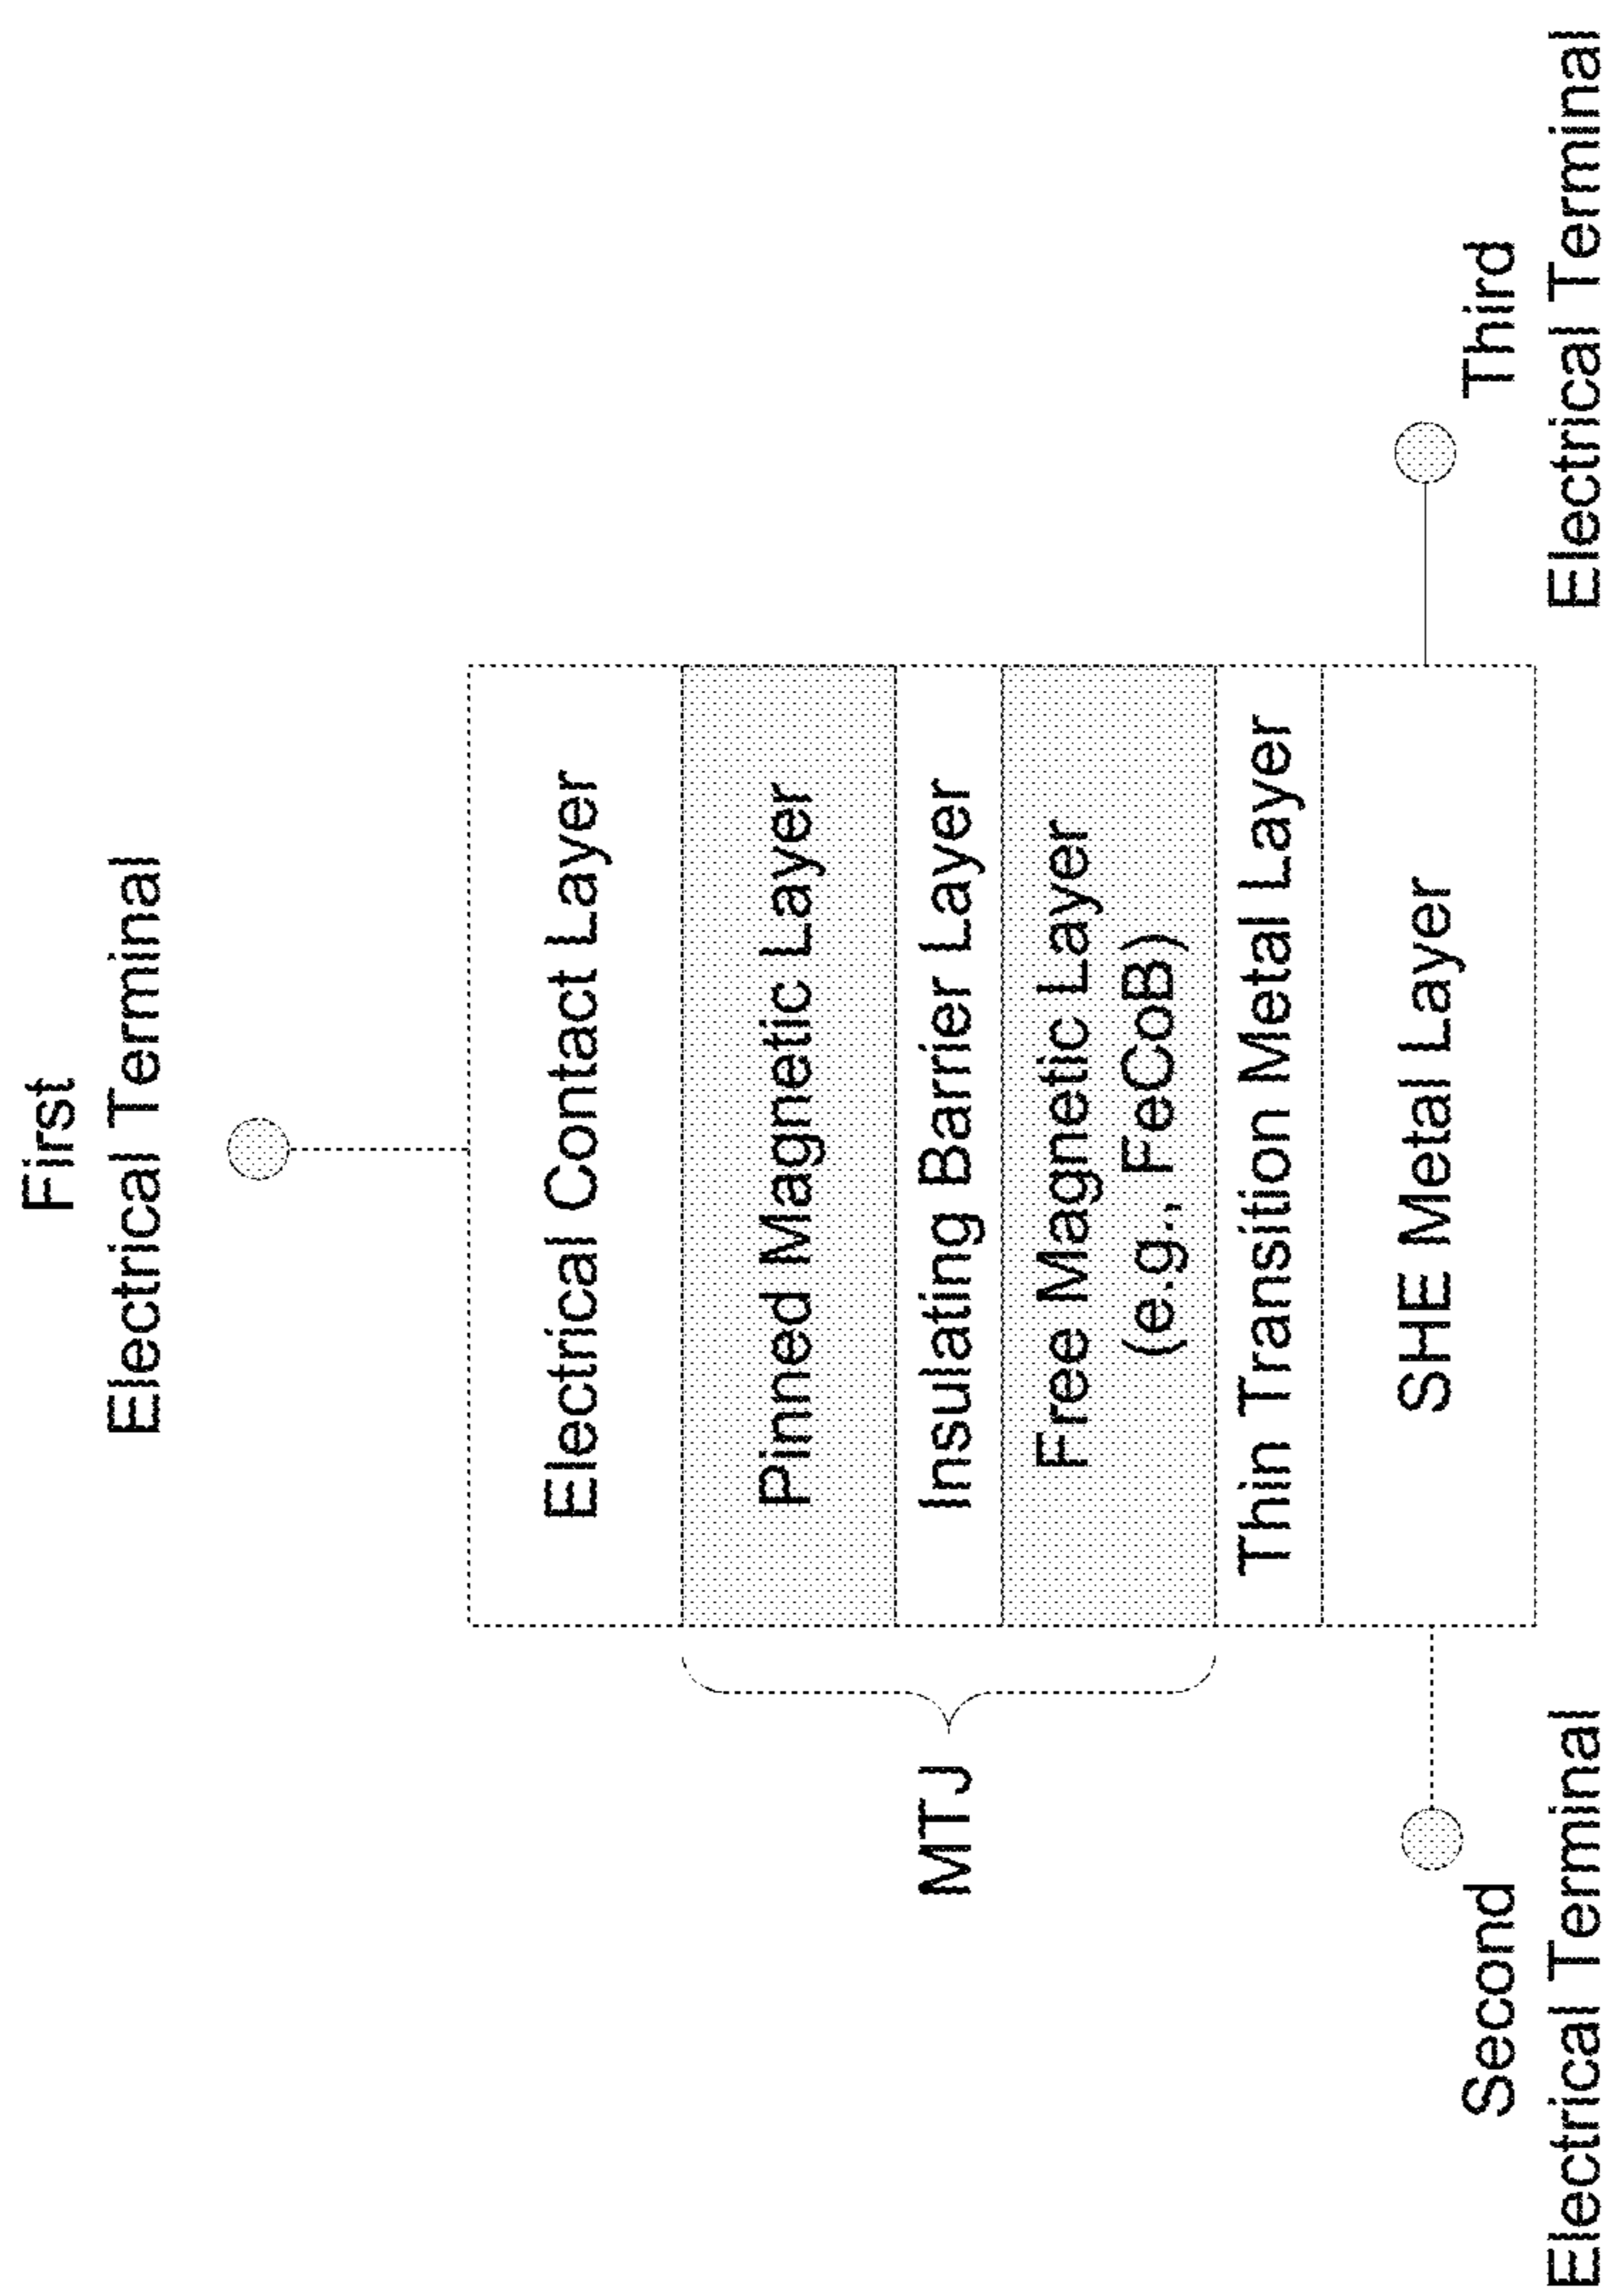 First
Electrical Terminal
Electrical Contact Layer
Pinned Magnetic Layer
Insulating Barrier Layer
Free Magnetic Layer
(e.g., FeCoB)
Thin Transition Metal Layer
SHE Metal Layer
MTJ
Second
Electrical Terminal
Third
Electrical Terminal